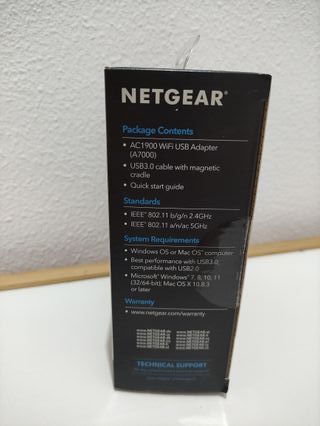 NETGEAR®
Package Contents
• AC1900 WiFi USB Adapter
(A7000)
• USB3.0 cable with magnetic
cradle
• Quick start guide
Standards
• IEEE® 802.11 b/g/n 2.4GHz
• IEEE® 802.11 a/n/ac 5GHz
System Requirements
• Windows OS or Mac OS® computer
• Best performance with USB3.0,
compatible with USB2.0
• Microsoft® Windows® 7, 8, 10, 11
(32/64-bit); Mac OS X 10.8.3
or later
Warranty
• www.netgear.com/warranty
TECHNICAL SUPPORT